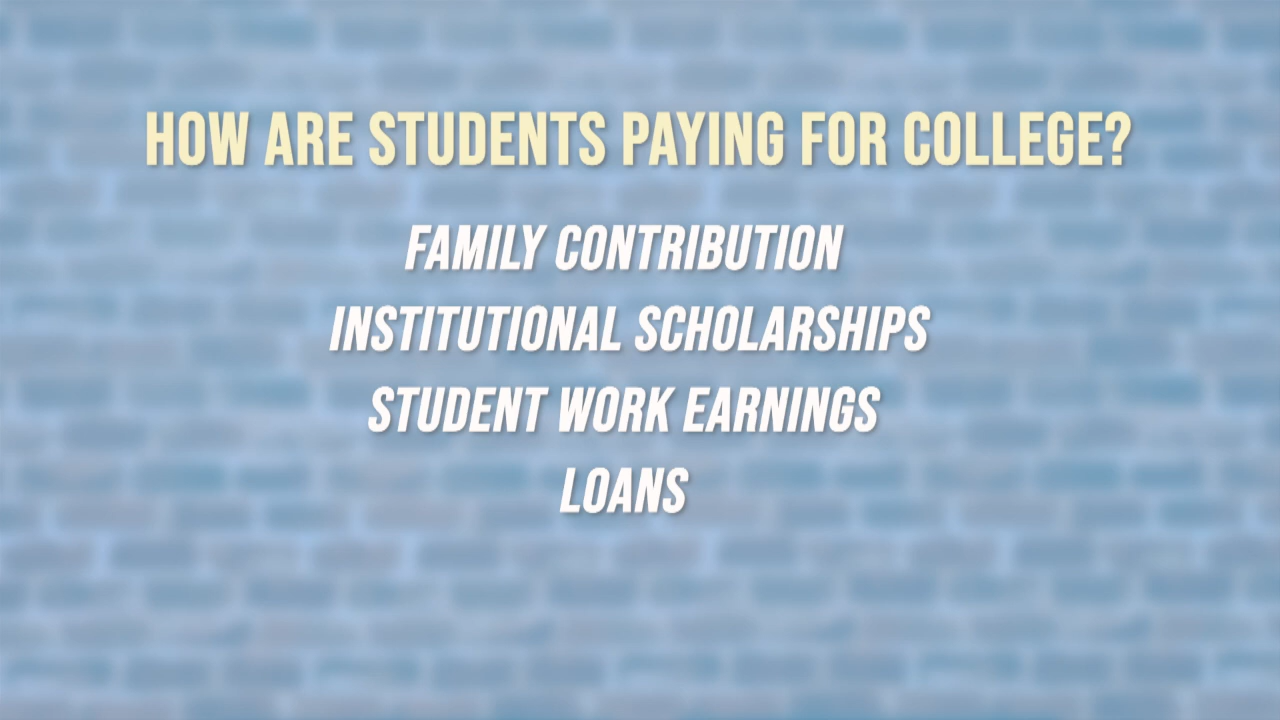 HOW ARE STUDENTS PAYING FOR COLLEGE?
FAMILY CONTRIBUTION
INSTITUTIONAL SCHOLARSHIPS
STUDENT WORK EARNINGS
LOANS